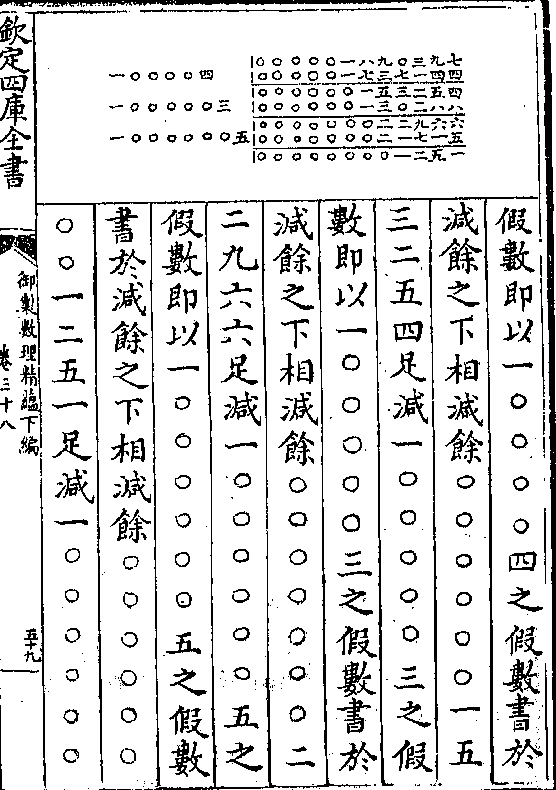 欽定四庫全書
〇〇〇〇〇一八九〇三九七
〇〇〇〇〇一七三七一四三
〇〇〇〇〇〇一五三二五四
〇〇〇〇〇〇一三〇二八八
〇〇〇〇〇〇〇二二九六六
〇〇〇〇〇〇〇二一七一五
〇〇〇〇〇〇〇〇一二五一
一〇〇〇〇四
一〇〇〇〇〇三
一〇〇〇〇〇〇五
假數即以一〇〇〇〇四之假數書於
減餘之下相減餘〇〇〇〇〇〇一五
三二五四足減一〇〇〇〇〇三之假
數即以一〇〇〇〇〇三之假數書於
減餘之下相減餘〇〇〇〇〇〇〇二
二九六六足減一〇〇〇〇〇〇五之
假數即以一〇〇〇〇〇〇五之假數
書於減餘之下相減餘〇〇〇〇〇〇
〇〇一二五一足減一〇〇〇〇〇〇
御製數理精蘊下編
卷三十八
五十九